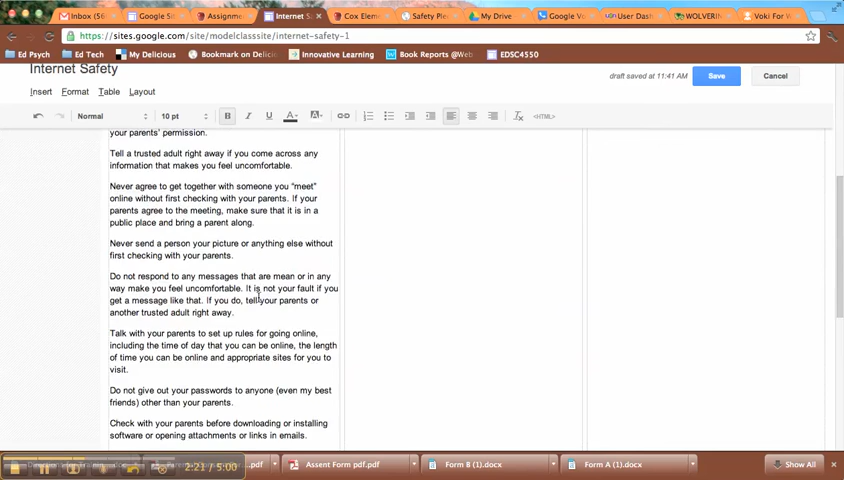 Inbox (56
Google Sit
Assignme
Internet S
Cox Elem
Safety Ple
My Drive
Google Vo
User Dash
WOLVERIN
Voki For W
https://sites.google.com/site/modelclasssite/internet-safety-1
Ed Psych
Ed Tech
My Delicious
Bookmark on Delicio
Innovative Learning
Book Reports @Web
EDSC4550
Internet Safety
draft saved at 11:41 AM
Save
Cancel
Insert
Format
Table
Layout
Normal
10 pt
B
I
U
A
A
<HTML>
your parents' permission.
Tell a trusted adult right away if you come across any
information that makes you feel uncomfortable.
Never agree to get together with someone you “meet”
online without first checking with your parents. If your
parents agree to the meeting, make sure that it is in a
public place and bring a parent along.
Never send a person your picture or anything else without
first checking with your parents.
Do not respond to any messages that are mean or in any
way make you feel uncomfortable. It is not your fault if you
get a message like that. If you do, tell your parents or
another trusted adult right away.
Talk with your parents to set up rules for going online,
including the time of day that you can be online, the length
of time you can be online and appropriate sites for you to
visit.
Do not give out your passwords to anyone (even my best
friends) other than your parents.
Check with your parents before downloading or installing
software or opening attachments or links in emails.
2:21 / 5:00
.pdf
Assent Form pdf.pdf
Form B (1).docx
Form A (1).docx
Show All